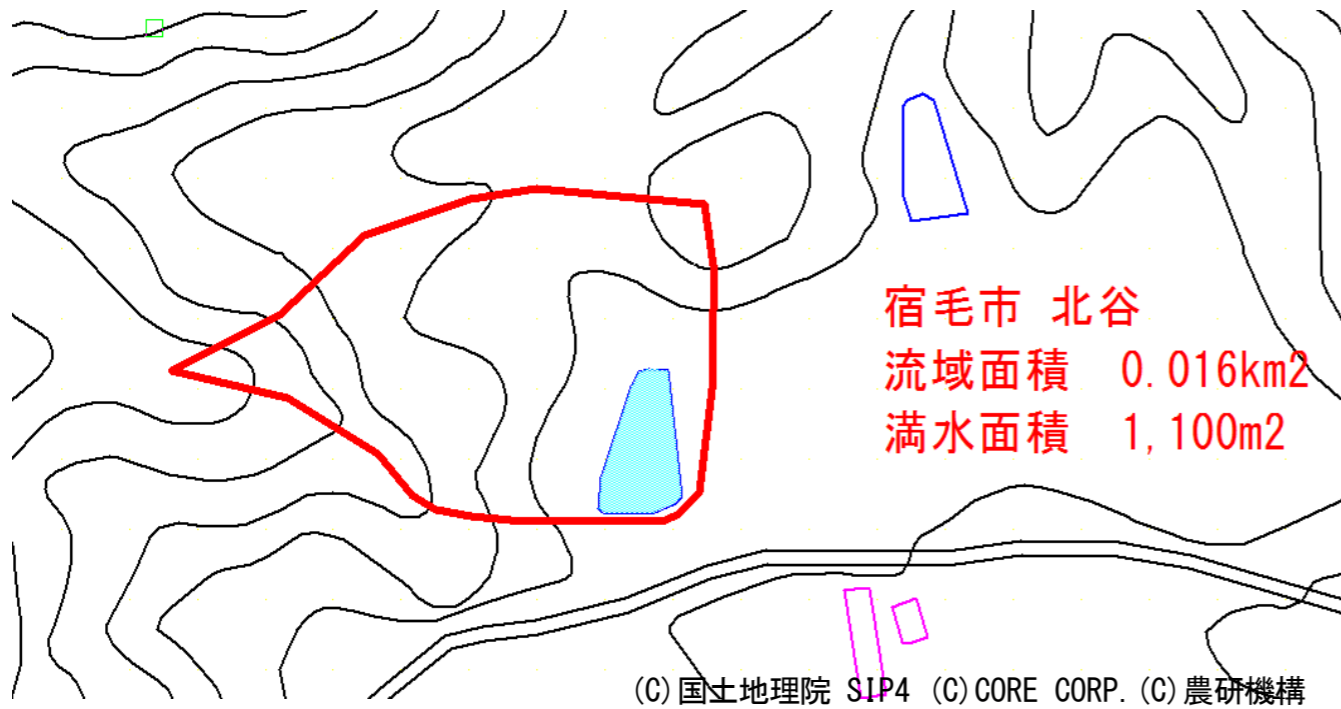 宿毛市 北谷
流域面積 0.016km2
満水面積 1,100m2
(C)国土地理院 SIP4 (C)CORE CORP.(C)農研機構